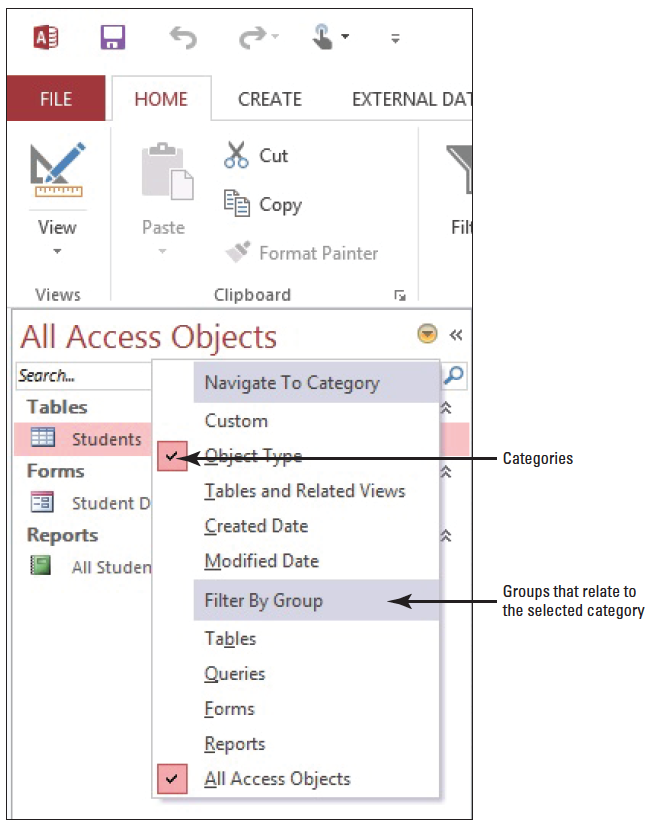 FILE HOME CREATE EXTERNAL DAT
Cut
Copy
View Paste Filt
Format Painter
Views Clipboard
All Access Objects
Search...
Navigate To Category
Tables
Custom
Students
Object Type
Categories
Forms
Tables and Related Views
Student D
Created Date
Reports
Modified Date
All Studen
Filter By Group
Groups that relate to
the selected category
Tables
Queries
Forms
Reports
All Access Objects